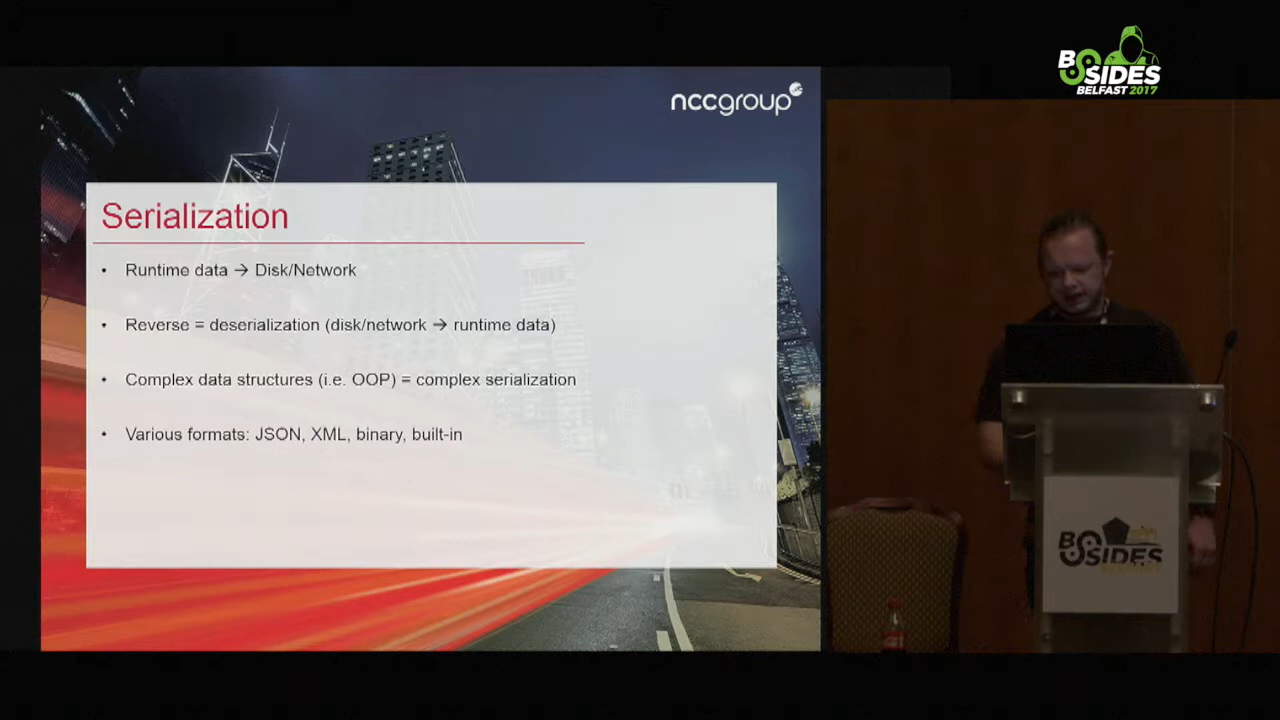 BSIDES
BELFAST 2017
nccgroup
Serialization
• Runtime data → Disk/Network
• Reverse = deserialization (disk/network → runtime data)
• Complex data structures (i.e. OOP) = complex serialization
• Various formats: JSON, XML, binary, built-in
BSIDES
BELFAST